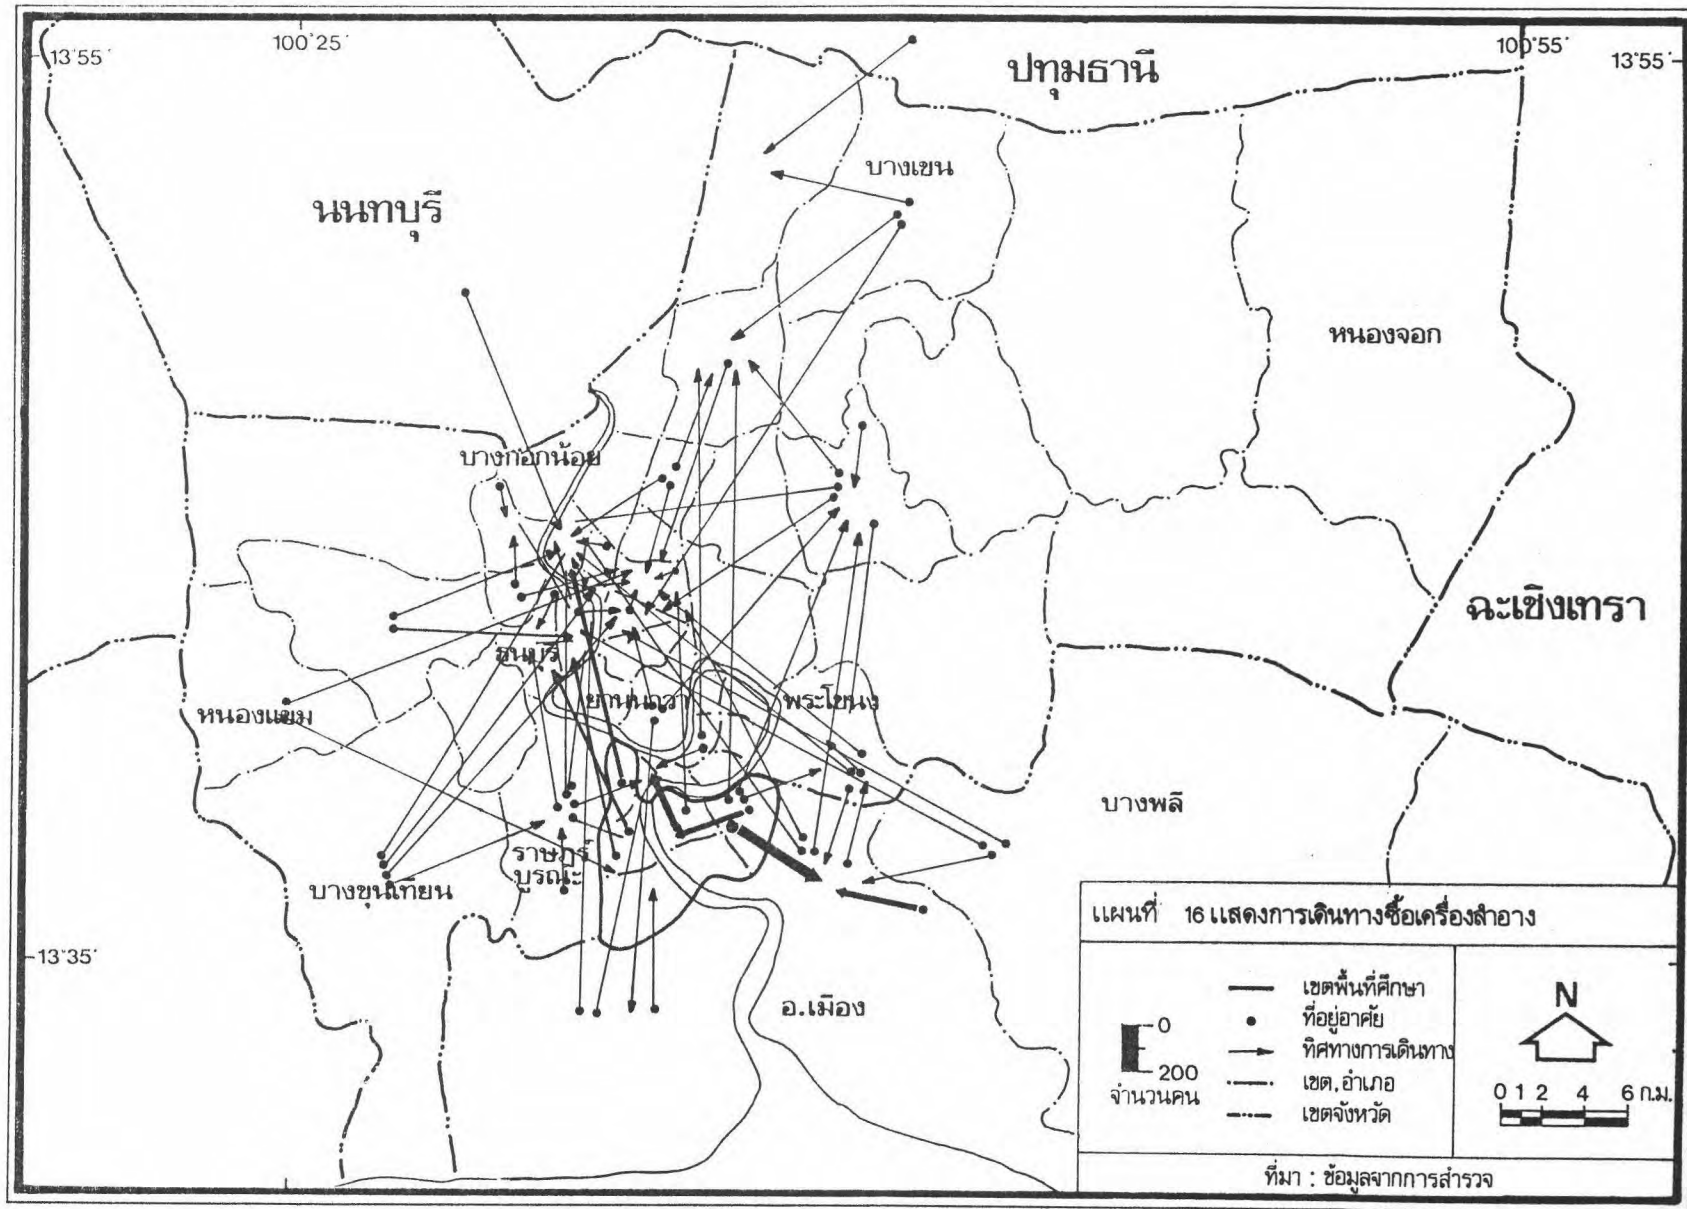 100°25′
100°55′
13°55′
13°55′
ปทุมธานี
บางเขน
นนทบุรี
หนองจอก
บางกอกน้อย
ฉะเชิงเทรา
ธนบุรี
ยานนาวา
พระโขนง
หนองแขม
บางพลี
ราษฎร์
บูรณะ
บางขุนเทียน
13°35′
อ.เมือง
แผนที่ 16 แสดงการเดินทางซื้อเครื่องสำอาง
0
200
จำนวนคน
เขตพื้นที่ศึกษา
ที่อยู่อาศัย
ทิศทางการเดินทาง
เขต,อำเภอ
เขตจังหวัด
N
0 1 2 4 6 ก.ม.
ที่มา : ข้อมูลจากการสำรวจ